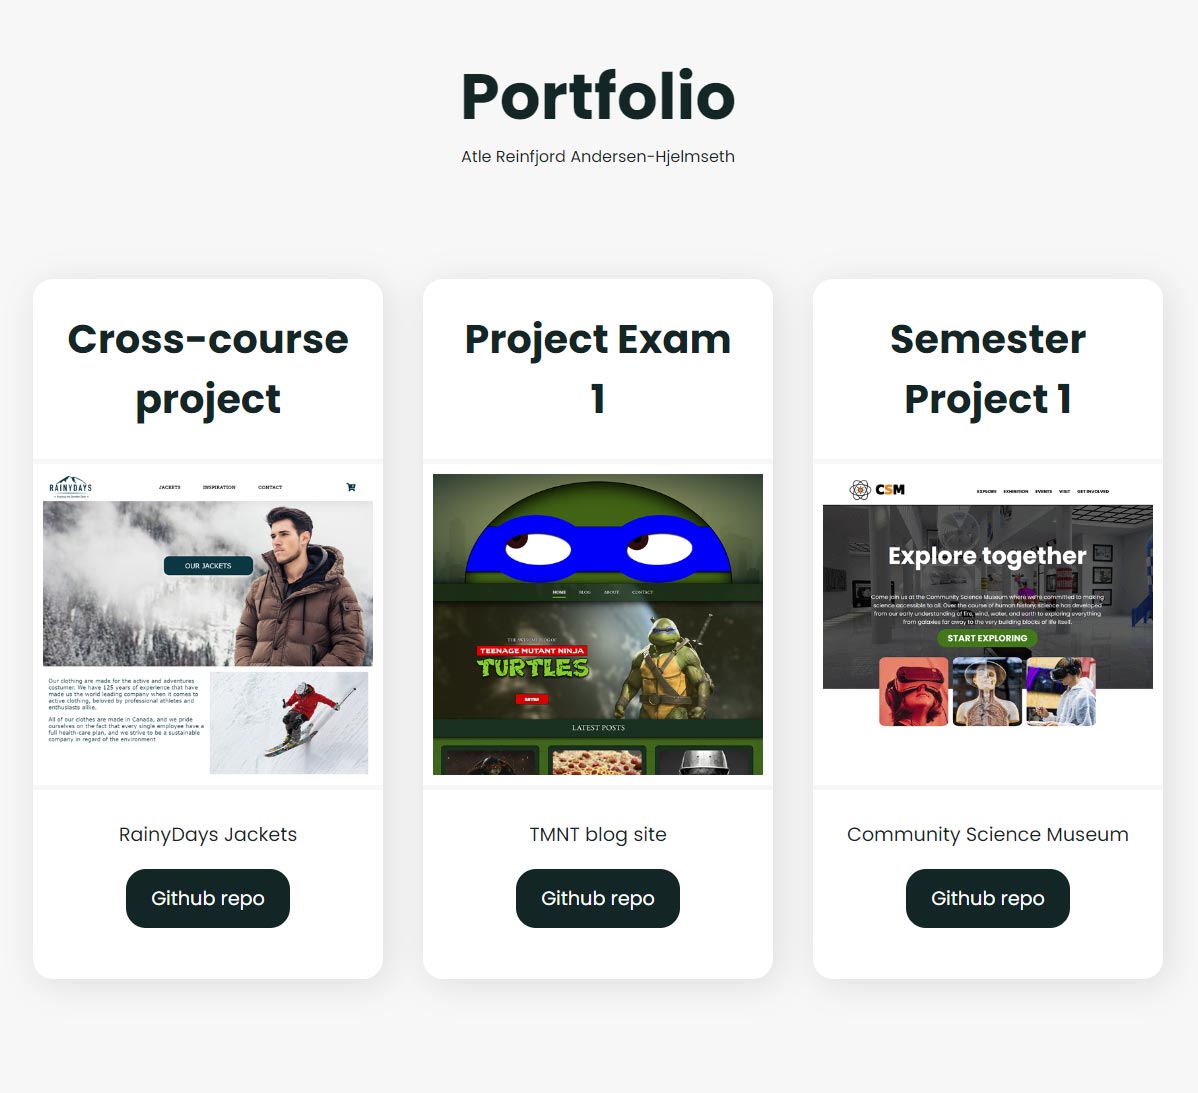 Portfolio
Atle Reinfjord Andersen-Hjelmseth
Cross-course
project
RAINYDAYS
JACKETS
INSPIRATION
CONTACT
OUR JACKETS
Our clothing are made for the active and adventures
costumer. We have 125 years of experience that have
made us the world leading company when it comes to
active clothing, beloved by professional athletes and
enthusiasts alike.
All of our clothes are made in Canada, and we pride
ourselves on the fact that every single employee have a
full health-care plan, and we strive to be a sustainable
company in regard of the environment
RainyDays Jackets
Github repo
Project Exam
1
HOME
BLOG
ABOUT
CONTACT
THE AWESOME BLOG OF
TEENAGE MUTANT NINJA
TURTLES
LATEST POSTS
TMNT blog site
Github repo
Semester
Project 1
CSM
EXPLORE
EXHIBITION
EVENTS
VISIT
GET INVOLVED
Explore together
Come join us at the Community Science Museum where we're committed to making
science accessible to all. Over the course of human history, science has developed
from our early understanding of fire, wind, water, and earth to exploring everything
from galaxies far away to the very building blocks of life itself.
START EXPLORING
Community Science Museum
Github repo